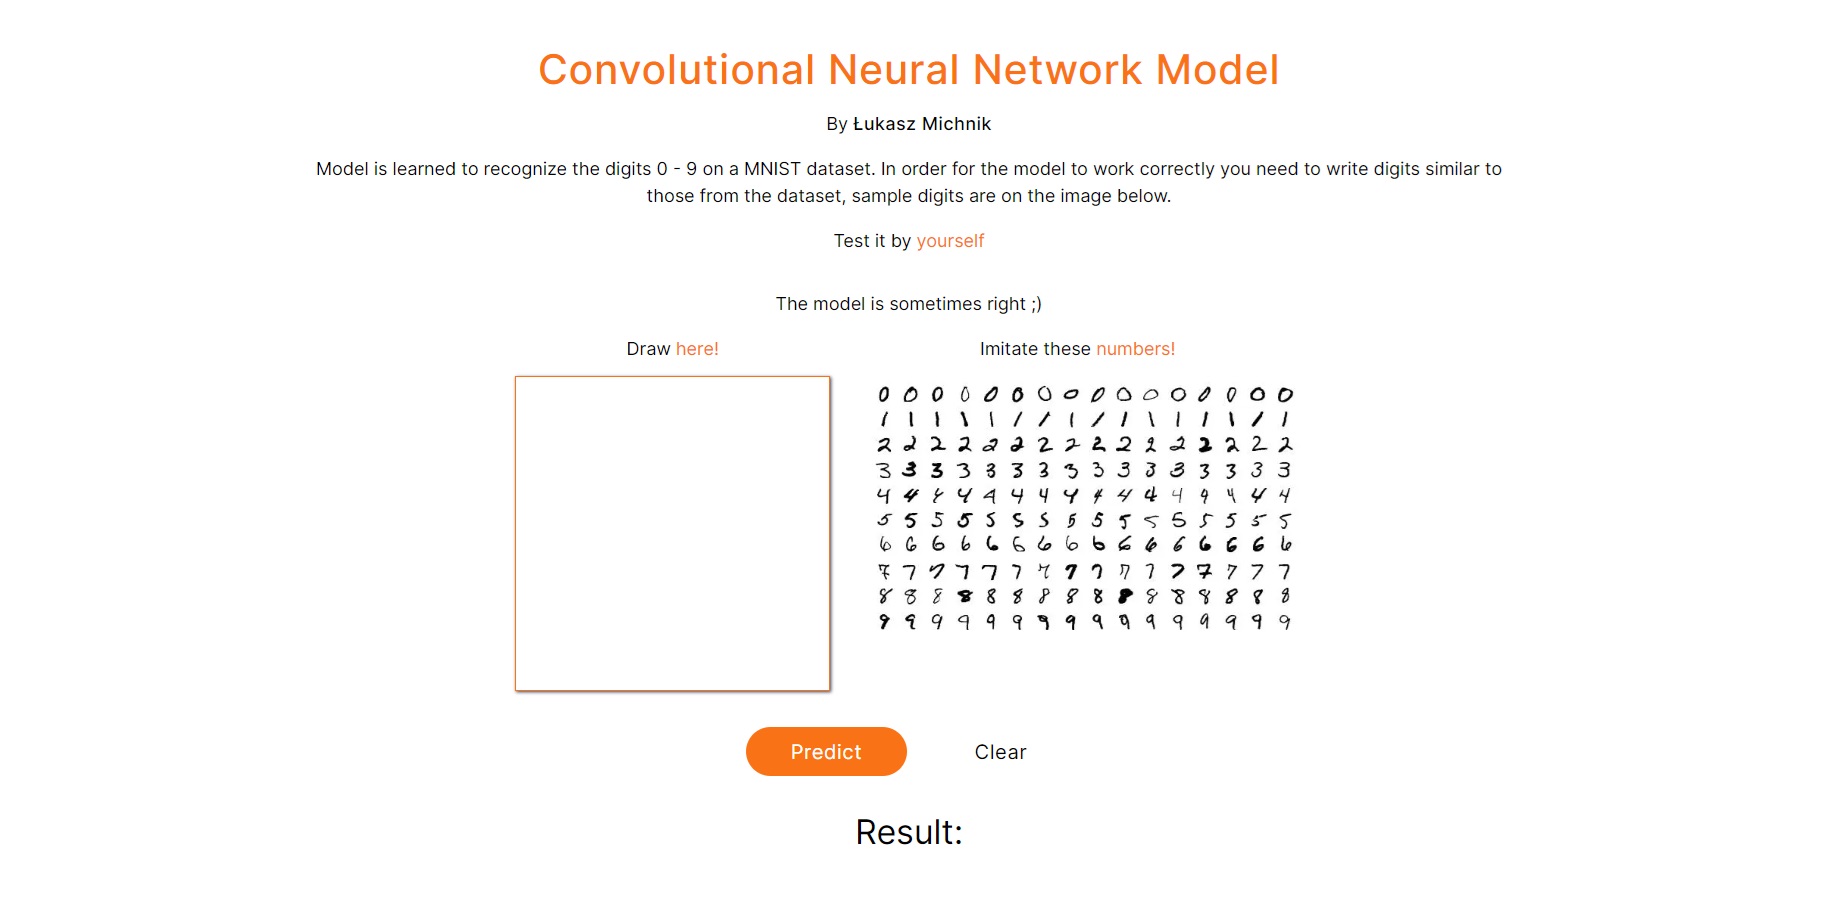 Convolutional Neural Network Model
By Łukasz Michnik
Model is learned to recognize the digits 0 - 9 on a MNIST dataset. In order for the model to work correctly you need to write digits similar to
those from the dataset, sample digits are on the image below.
Test it by yourself
The model is sometimes right ;)
Draw here!
Imitate these numbers!
0 0 0 0 0 0 0 0 0 0 0 0 0 0 0 0
1 1 1 1 1 1 1 1 1 1 1 1 1 1 1 1
2 2 2 2 2 2 2 2 2 2 2 2 2 2 2 2
3 3 3 3 3 3 3 3 3 3 3 3 3 3 3 3
4 4 4 4 4 4 4 4 4 4 4 4 4 4 4 4
5 5 5 5 5 5 5 5 5 5 5 5 5 5 5 5
6 6 6 6 6 6 6 6 6 6 6 6 6 6 6 6
7 7 7 7 7 7 7 7 7 7 7 7 7 7 7 7
8 8 8 8 8 8 8 8 8 8 8 8 8 8 8 8
9 9 9 9 9 9 9 9 9 9 9 9 9 9 9 9
Predict
Clear
Result: